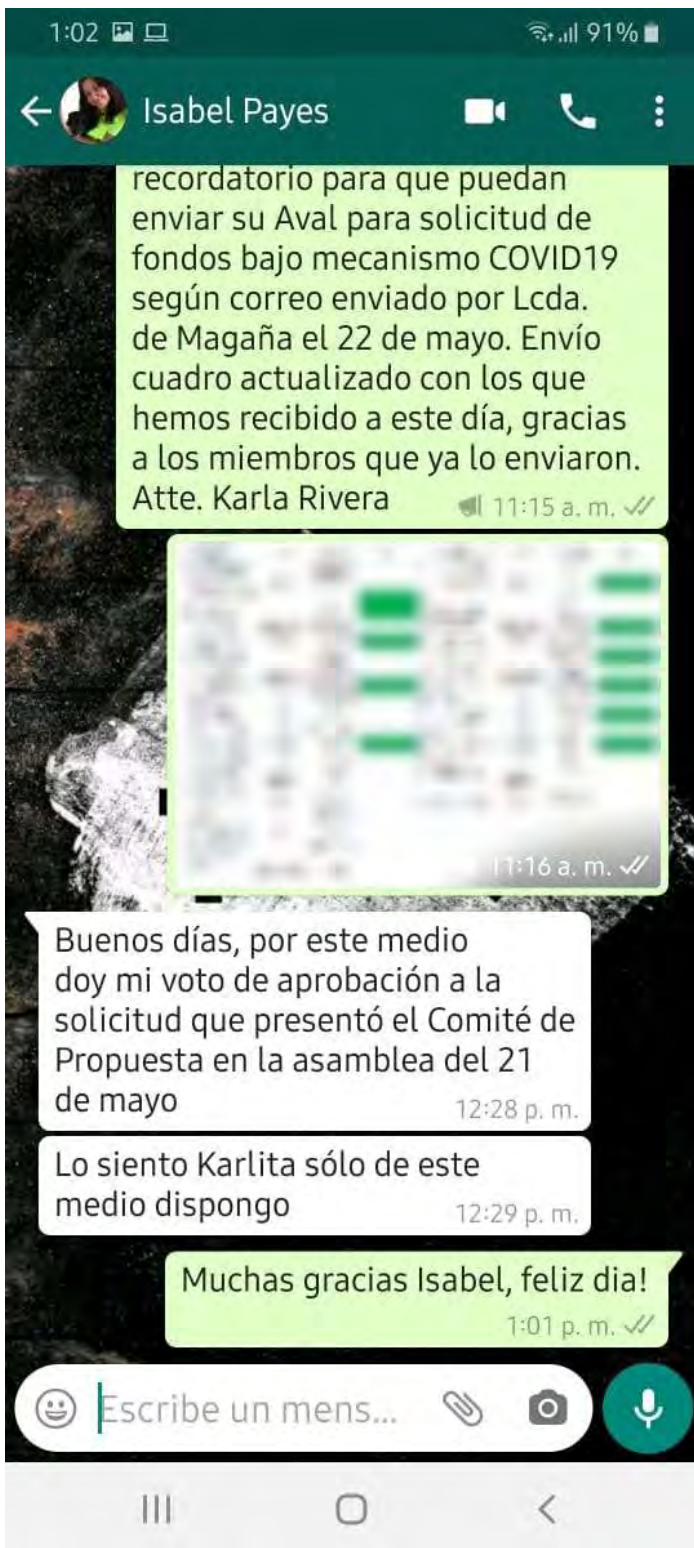 1:02 91%
Isabel Payes
recordatorio para que puedan
enviar su Aval para solicitud de
fondos bajo mecanismo COVID19
según correo enviado por Lcda.
de Magaña el 22 de mayo. Envío
cuadro actualizado con los que
hemos recibido a este día, gracias
a los miembros que ya lo enviaron.
Atte. Karla Rivera 11:15 a. m.
11:16 a. m.
Buenos días, por este medio
doy mi voto de aprobación a la
solicitud que presentó el Comité de
Propuesta en la asamblea del 21
de mayo 12:28 p. m.
Lo siento Karlita sólo de este
medio dispongo 12:29 p. m.
Muchas gracias Isabel, feliz dia!
1:01 p. m.
Escribe un mens...